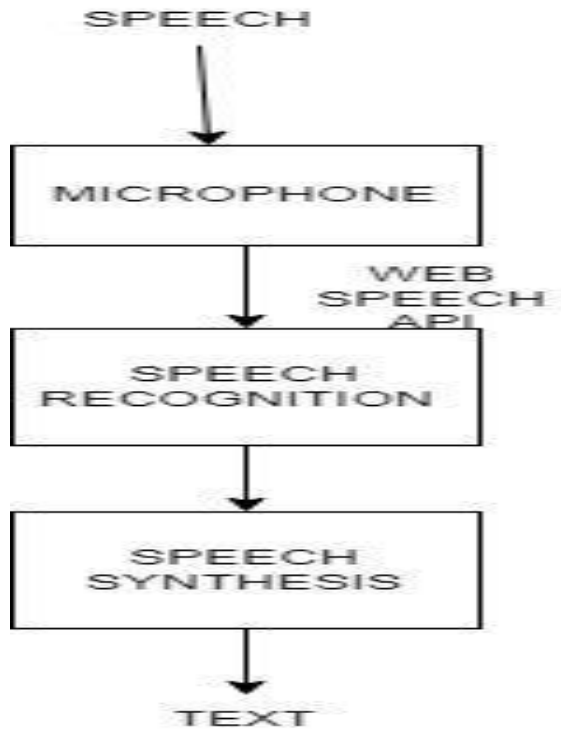 SPEECH
MICROPHONE
WEB
SPEECH
API
SPEECH
RECOGNITION
SPEECH
SYNTHESIS
TEXT